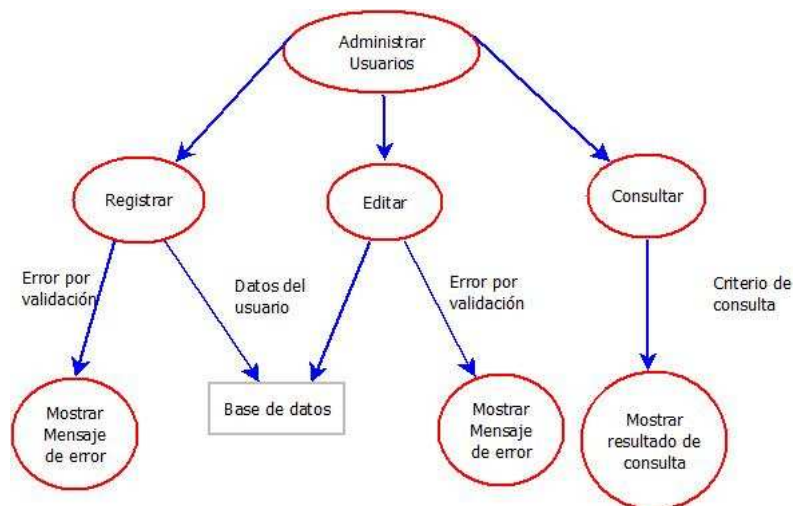 Administrar
Usuarios
Registrar
Editar
Consultar
Error por
validación
Datos del
usuario
Error por
validación
Criterio de
consulta
Mostrar
Mensaje
de error
Base de datos
Mostrar
Mensaje
de error
Mostrar
resultado de
consulta